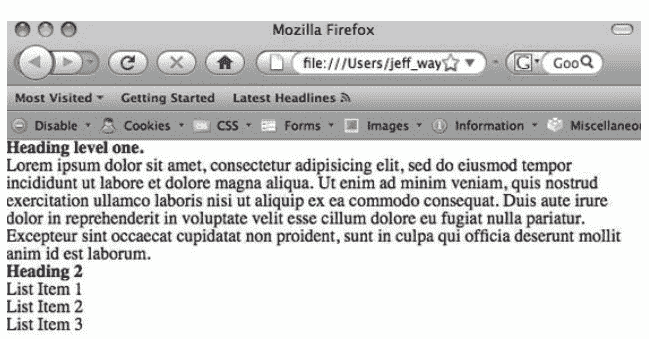 Mozilla Firefox
file:///Users/jeff_way
G
Goo
Most Visited Getting Started Latest Headlines
Disable Cookies CSS Forms Images Information Miscellaneo
Heading level one.
Lorem ipsum dolor sit amet, consectetur adipisicing elit, sed do eiusmod tempor
incididunt ut labore et dolore magna aliqua. Ut enim ad minim veniam, quis nostrud
exercitation ullamco laboris nisi ut aliquip ex ea commodo consequat. Duis aute irure
dolor in reprehenderit in voluptate velit esse cillum dolore eu fugiat nulla pariatur.
Excepteur sint occaecat cupidatat non proident, sunt in culpa qui officia deserunt mollit
anim id est laborum.
Heading 2
List Item 1
List Item 2
List Item 3